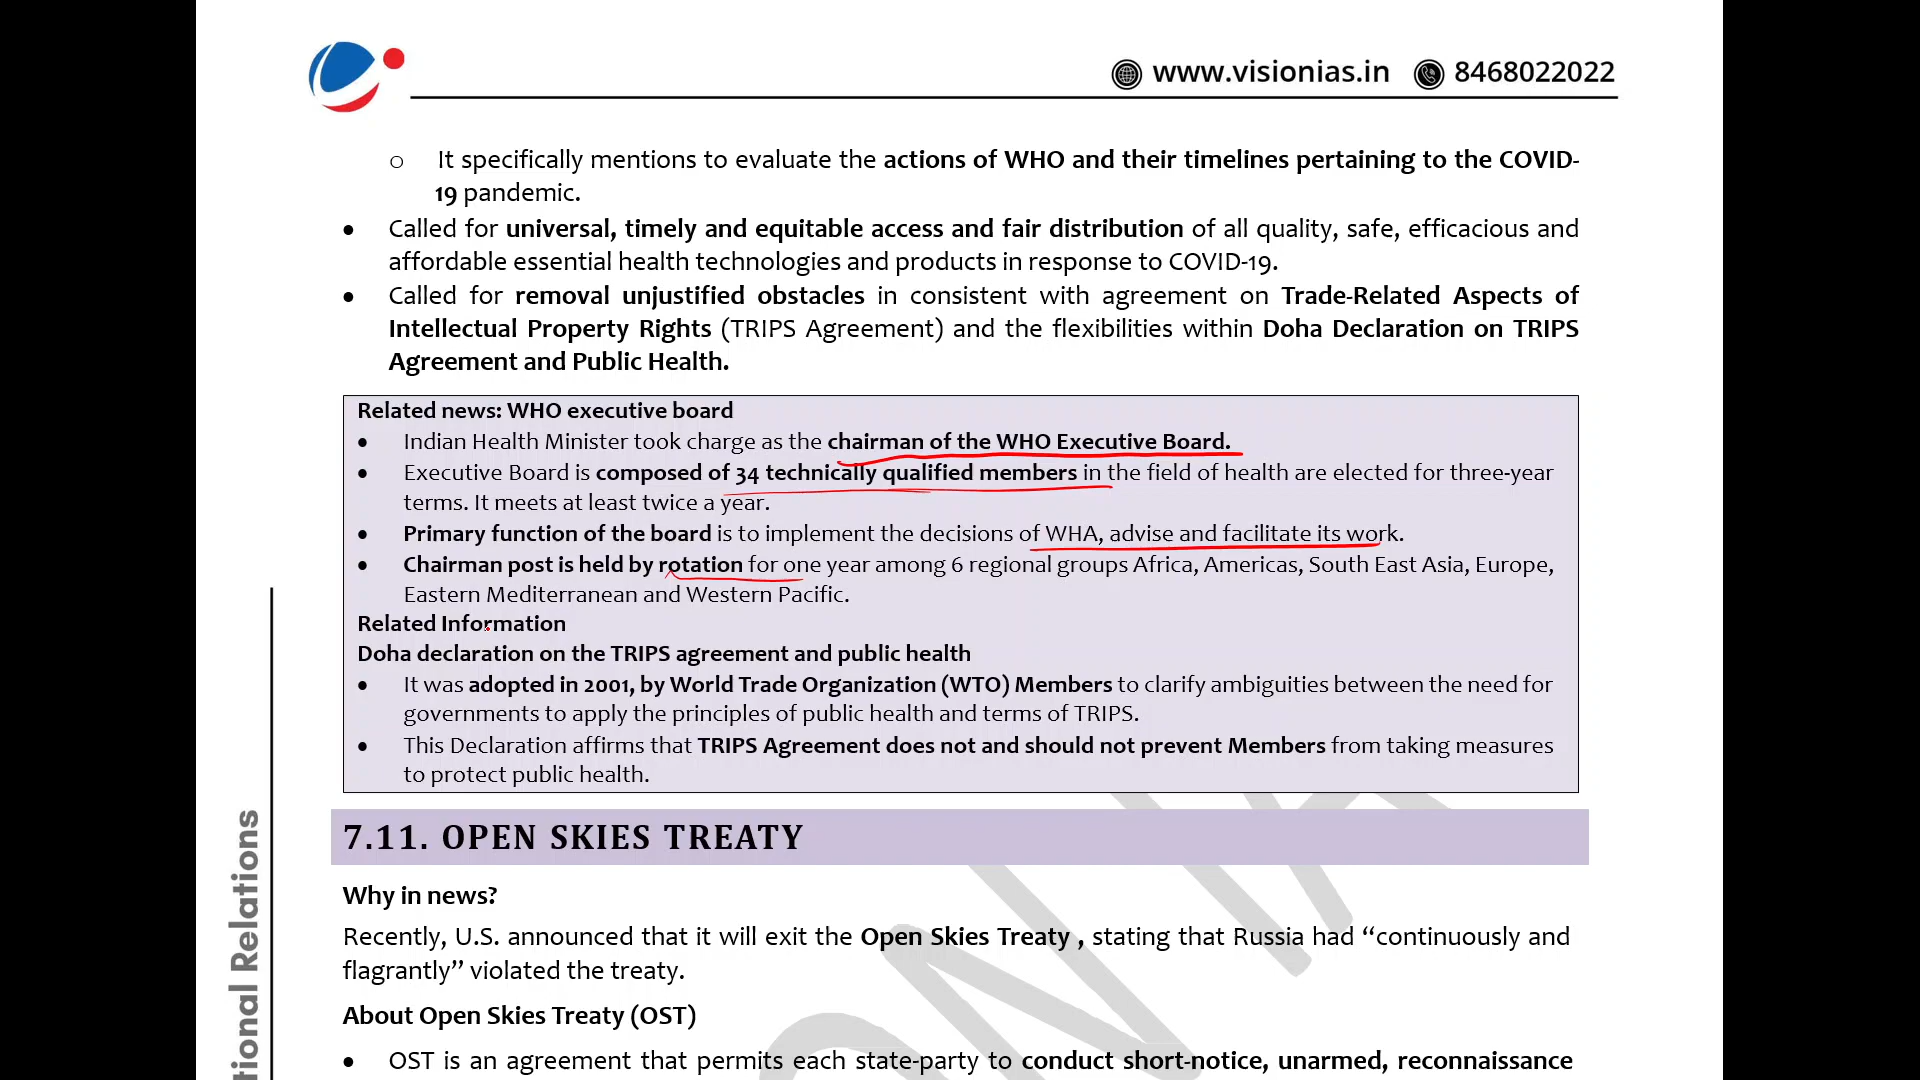 www.visionias.in 8468022022
o It specifically mentions to evaluate the actions of WHO and their timelines pertaining to the COVID-
19 pandemic.
• Called for universal, timely and equitable access and fair distribution of all quality, safe, efficacious and
affordable essential health technologies and products in response to COVID-19.
• Called for removal unjustified obstacles in consistent with agreement on Trade-Related Aspects of
Intellectual Property Rights (TRIPS Agreement) and the flexibilities within Doha Declaration on TRIPS
Agreement and Public Health.
Related news: WHO executive board
• Indian Health Minister took charge as the chairman of the WHO Executive Board.
• Executive Board is composed of 34 technically qualified members in the field of health are elected for three-year
terms. It meets at least twice a year.
• Primary function of the board is to implement the decisions of WHA, advise and facilitate its work.
• Chairman post is held by rotation for one year among 6 regional groups Africa, Americas, South East Asia, Europe,
Eastern Mediterranean and Western Pacific.
Related Information
Doha declaration on the TRIPS agreement and public health
• It was adopted in 2001, by World Trade Organization (WTO) Members to clarify ambiguities between the need for
governments to apply the principles of public health and terms of TRIPS.
• This Declaration affirms that TRIPS Agreement does not and should not prevent Members from taking measures
to protect public health.
7.11. OPEN SKIES TREATY
Why in news?
Recently, U.S. announced that it will exit the Open Skies Treaty , stating that Russia had “continuously and
flagrantly” violated the treaty.
About Open Skies Treaty (OST)
• OST is an agreement that permits each state-party to conduct short-notice, unarmed, reconnaissance
tional Relations